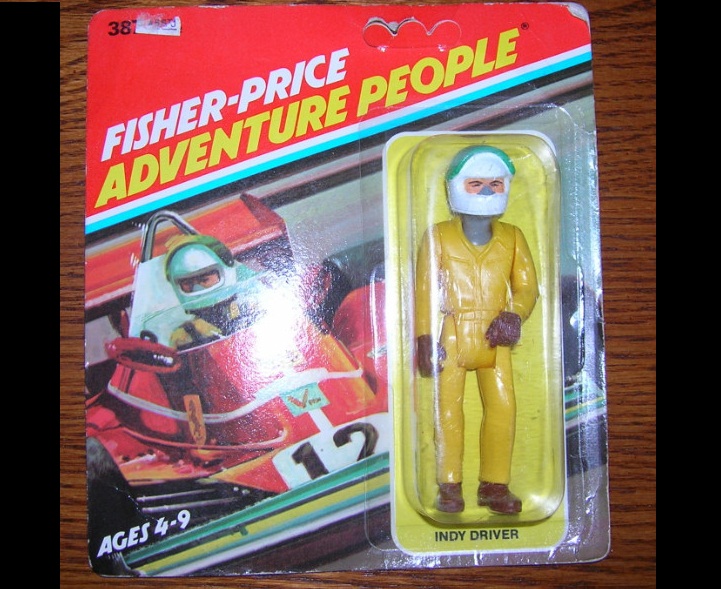 FISHER-PRICE
ADVENTURE PEOPLE®
12
AGES 4-9
INDY DRIVER